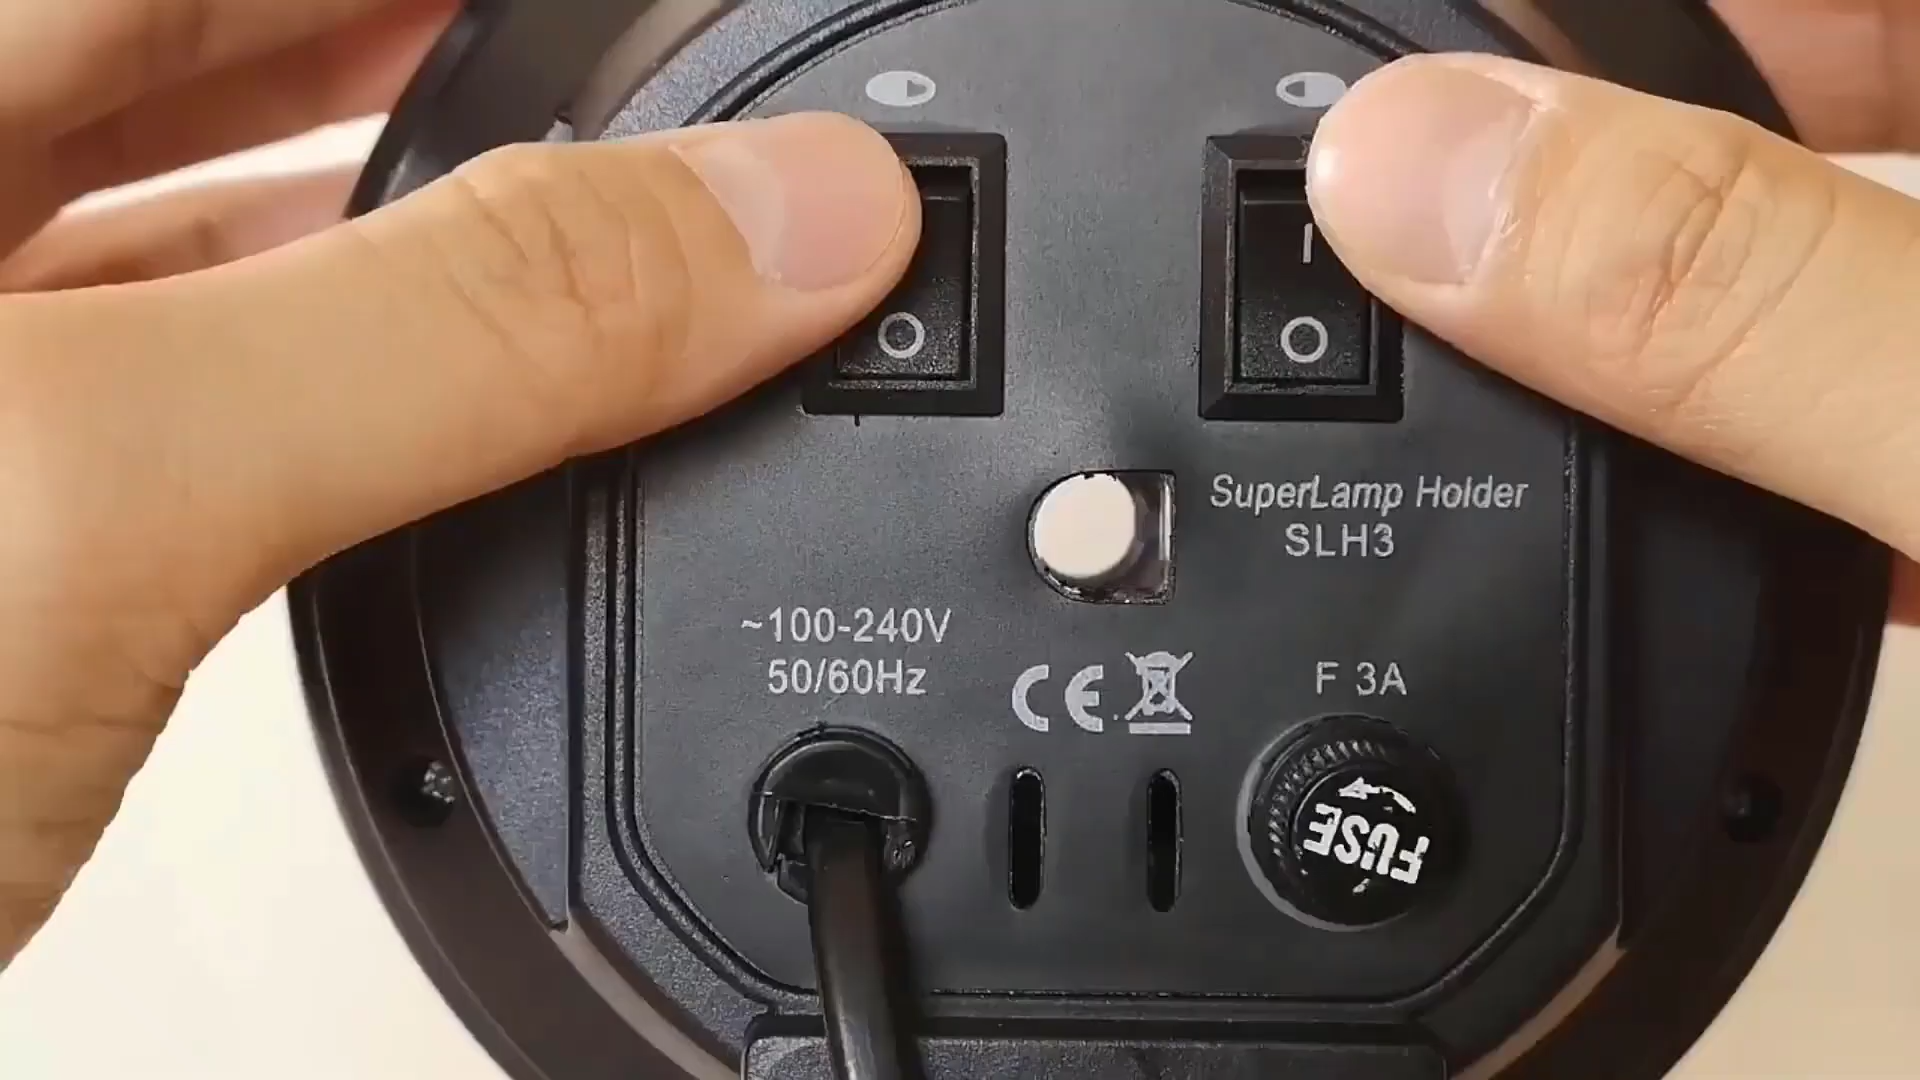 I
O
O
SuperLamp Holder
SLH3
~100-240V
50/60Hz
CE
F 3A
FUSE